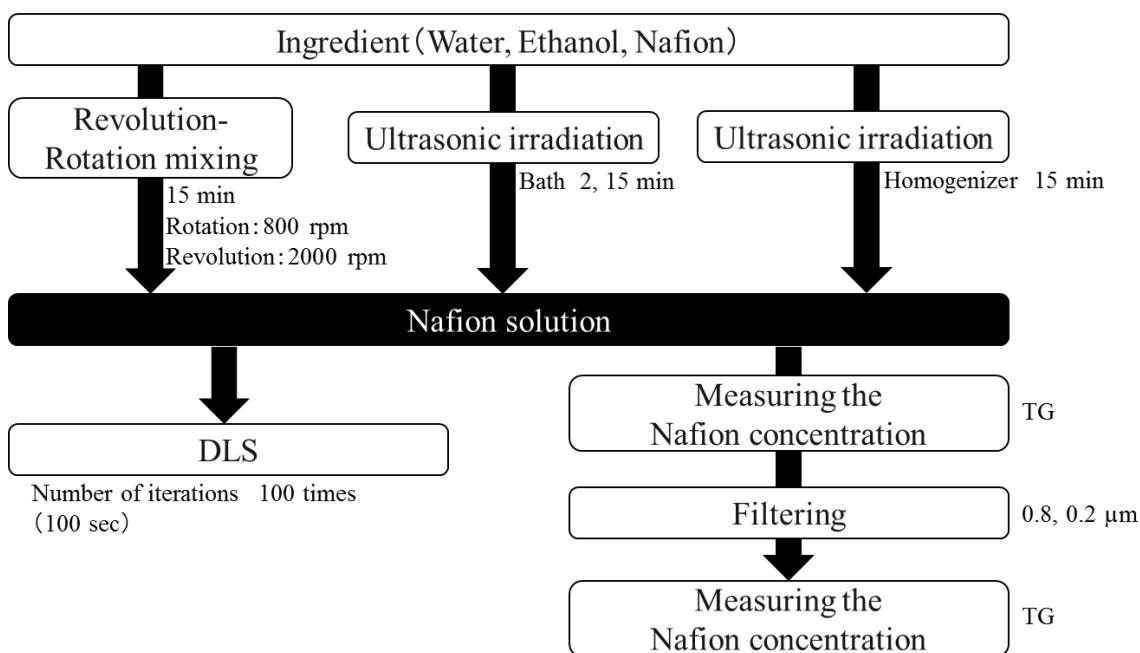 Ingredient（Water, Ethanol, Nafion）
Revolution-
Rotation mixing
15 min
Rotation：800 rpm
Revolution：2000 rpm
Ultrasonic irradiation
Bath 2, 15 min
Ultrasonic irradiation
Homogenizer 15 min
Nafion solution
DLS
Number of iterations 100 times
（100 sec）
Measuring the
Nafion concentration
TG
Filtering
0.8, 0.2 μm
Measuring the
Nafion concentration
TG